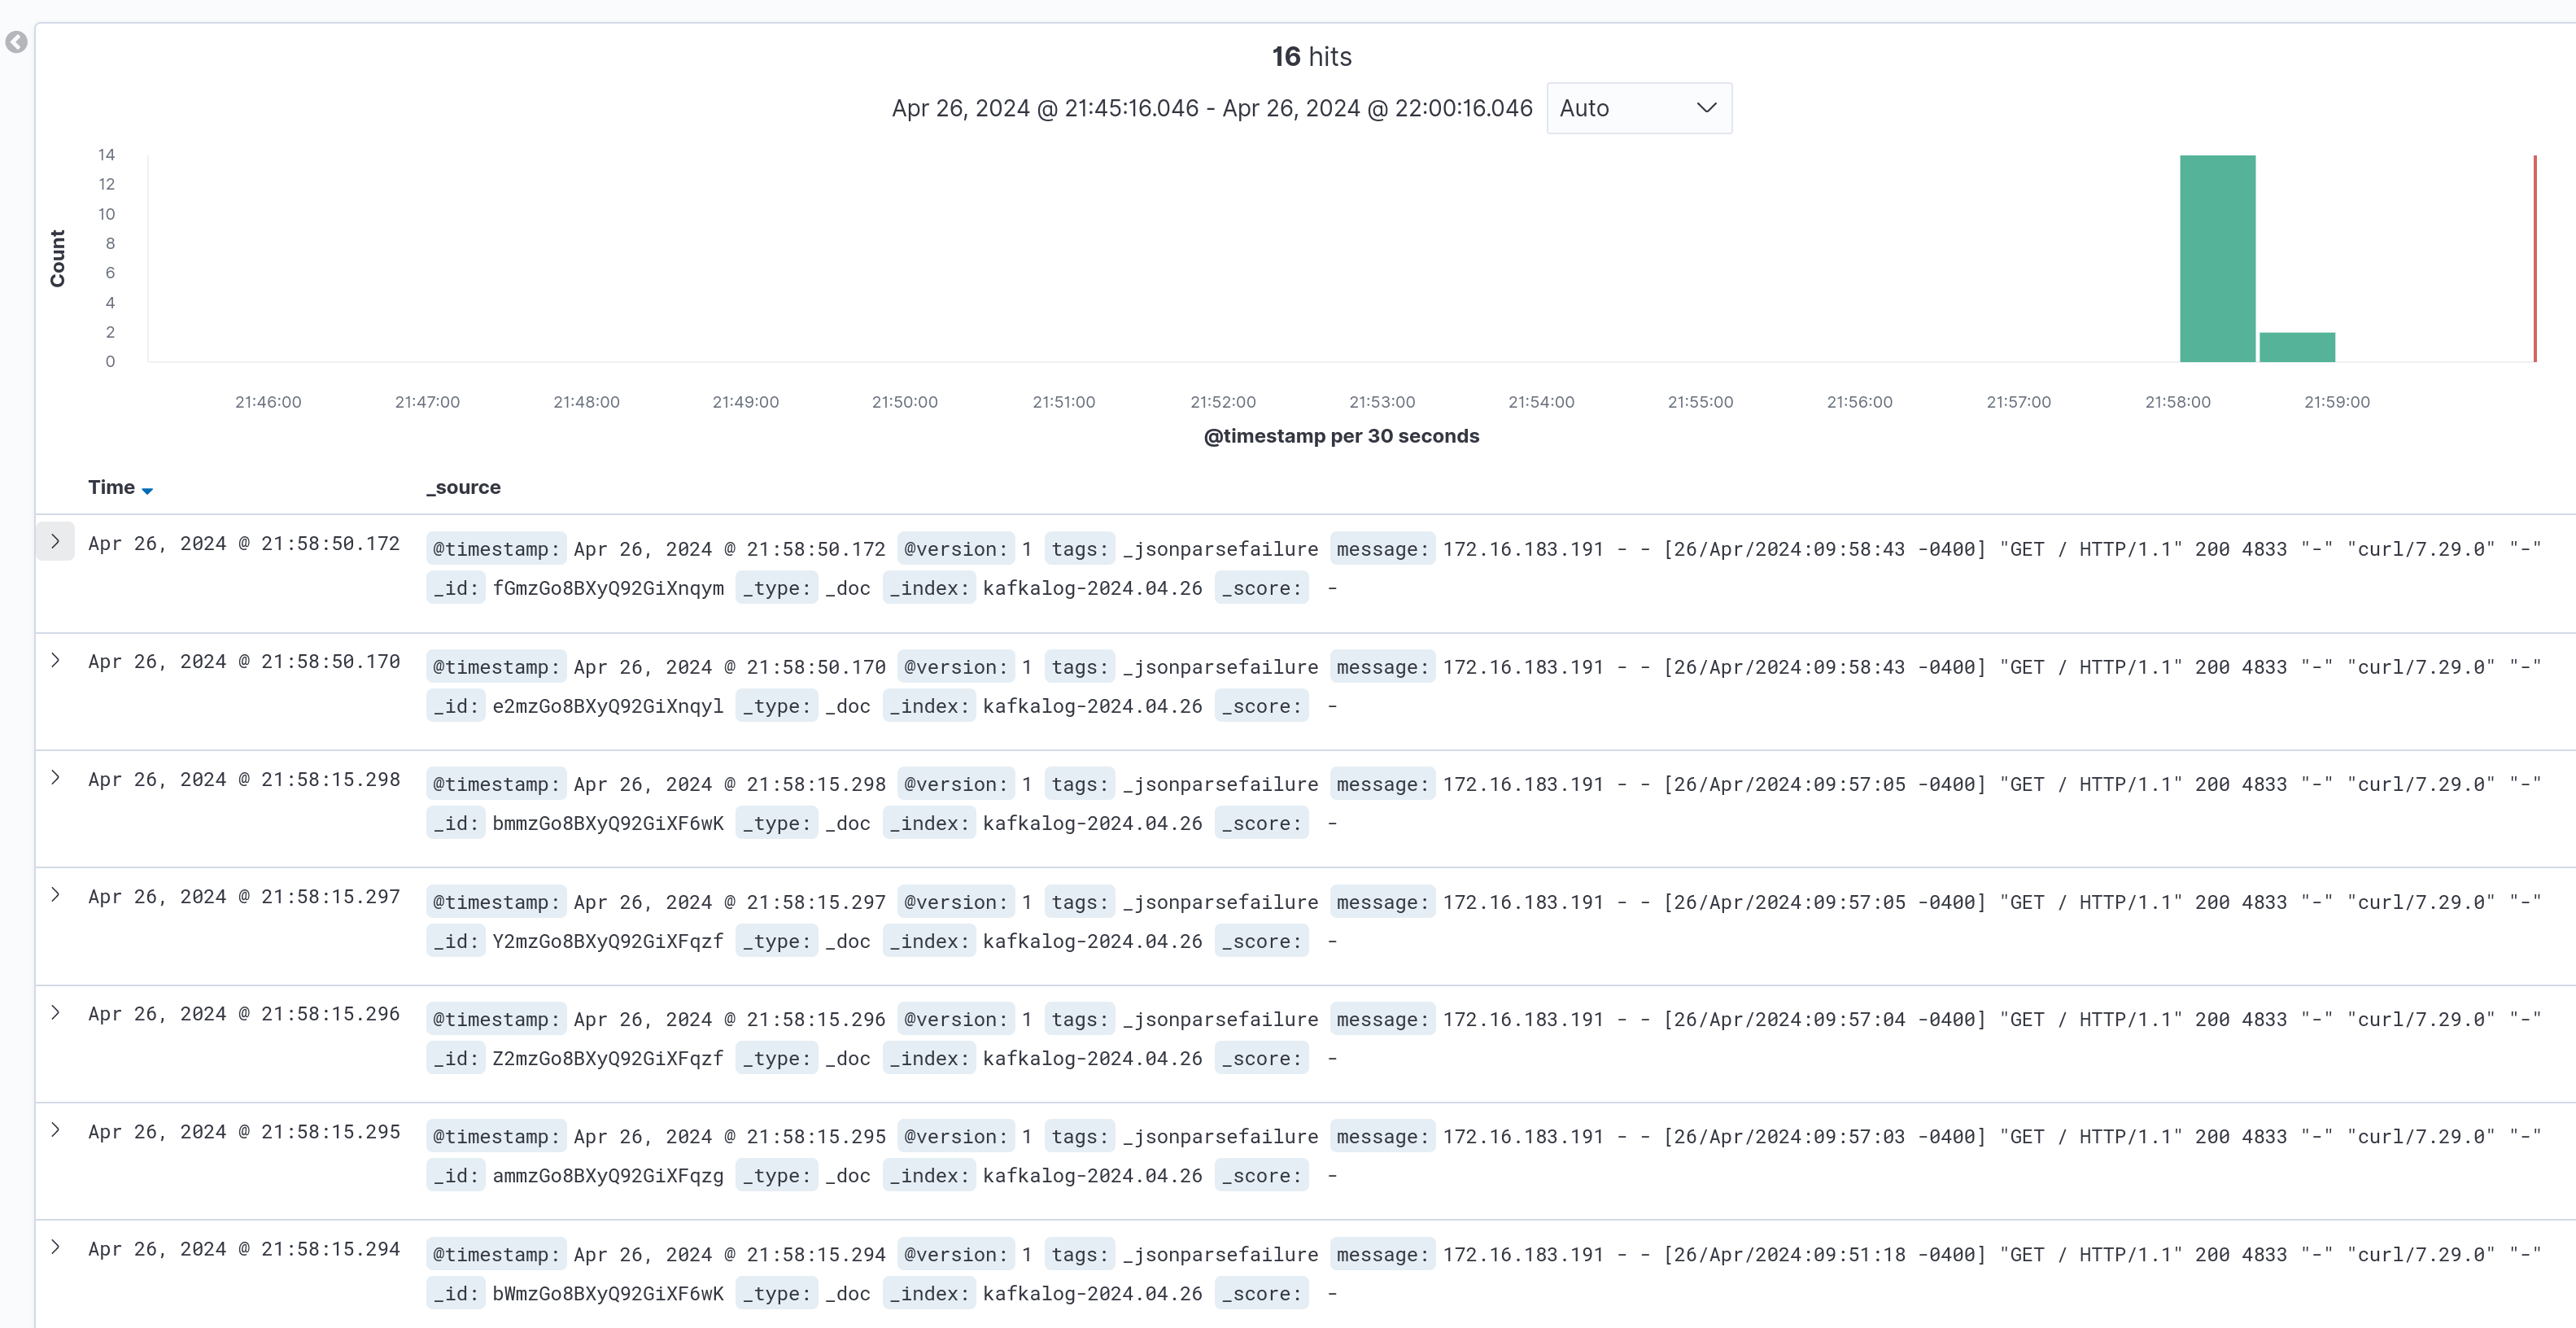 16 hits
Apr 26, 2024 @ 21:45:16.046 - Apr 26, 2024 @ 22:00:16.046 Auto
14
12
10
8
6
4
2
0
Count
21:46:00 21:47:00 21:48:00 21:49:00 21:50:00 21:51:00 21:52:00 21:53:00 21:54:00 21:55:00 21:56:00 21:57:00 21:58:00 21:59:00
@timestamp per 30 seconds
Time _source
Apr 26, 2024 @ 21:58:50.172 @timestamp: Apr 26, 2024 @ 21:58:50.172 @version: 1 tags: _jsonparsefailure message: 172.16.183.191 - - [26/Apr/2024:09:58:43 -0400] "GET / HTTP/1.1" 200 4833 "-" "curl/7.29.0" "-"
_id: fGmzGo8BXyQ92GiXnqym _type: _doc _index: kafkalog-2024.04.26 _score: -
Apr 26, 2024 @ 21:58:50.170 @timestamp: Apr 26, 2024 @ 21:58:50.170 @version: 1 tags: _jsonparsefailure message: 172.16.183.191 - - [26/Apr/2024:09:58:43 -0400] "GET / HTTP/1.1" 200 4833 "-" "curl/7.29.0" "-"
_id: e2mzGo8BXyQ92GiXnqyl _type: _doc _index: kafkalog-2024.04.26 _score: -
Apr 26, 2024 @ 21:58:15.298 @timestamp: Apr 26, 2024 @ 21:58:15.298 @version: 1 tags: _jsonparsefailure message: 172.16.183.191 - - [26/Apr/2024:09:57:05 -0400] "GET / HTTP/1.1" 200 4833 "-" "curl/7.29.0" "-"
_id: bmmzGo8BXyQ92GiXF6wK _type: _doc _index: kafkalog-2024.04.26 _score: -
Apr 26, 2024 @ 21:58:15.297 @timestamp: Apr 26, 2024 @ 21:58:15.297 @version: 1 tags: _jsonparsefailure message: 172.16.183.191 - - [26/Apr/2024:09:57:05 -0400] "GET / HTTP/1.1" 200 4833 "-" "curl/7.29.0" "-"
_id: Y2mzGo8BXyQ92GiXFqzf _type: _doc _index: kafkalog-2024.04.26 _score: -
Apr 26, 2024 @ 21:58:15.296 @timestamp: Apr 26, 2024 @ 21:58:15.296 @version: 1 tags: _jsonparsefailure message: 172.16.183.191 - - [26/Apr/2024:09:57:04 -0400] "GET / HTTP/1.1" 200 4833 "-" "curl/7.29.0" "-"
_id: Z2mzGo8BXyQ92GiXFqzf _type: _doc _index: kafkalog-2024.04.26 _score: -
Apr 26, 2024 @ 21:58:15.295 @timestamp: Apr 26, 2024 @ 21:58:15.295 @version: 1 tags: _jsonparsefailure message: 172.16.183.191 - - [26/Apr/2024:09:57:03 -0400] "GET / HTTP/1.1" 200 4833 "-" "curl/7.29.0" "-"
_id: ammzGo8BXyQ92GiXFqzg _type: _doc _index: kafkalog-2024.04.26 _score: -
Apr 26, 2024 @ 21:58:15.294 @timestamp: Apr 26, 2024 @ 21:58:15.294 @version: 1 tags: _jsonparsefailure message: 172.16.183.191 - - [26/Apr/2024:09:51:18 -0400] "GET / HTTP/1.1" 200 4833 "-" "curl/7.29.0" "-"
_id: bWmzGo8BXyQ92GiXF6wK _type: _doc _index: kafkalog-2024.04.26 _score: -